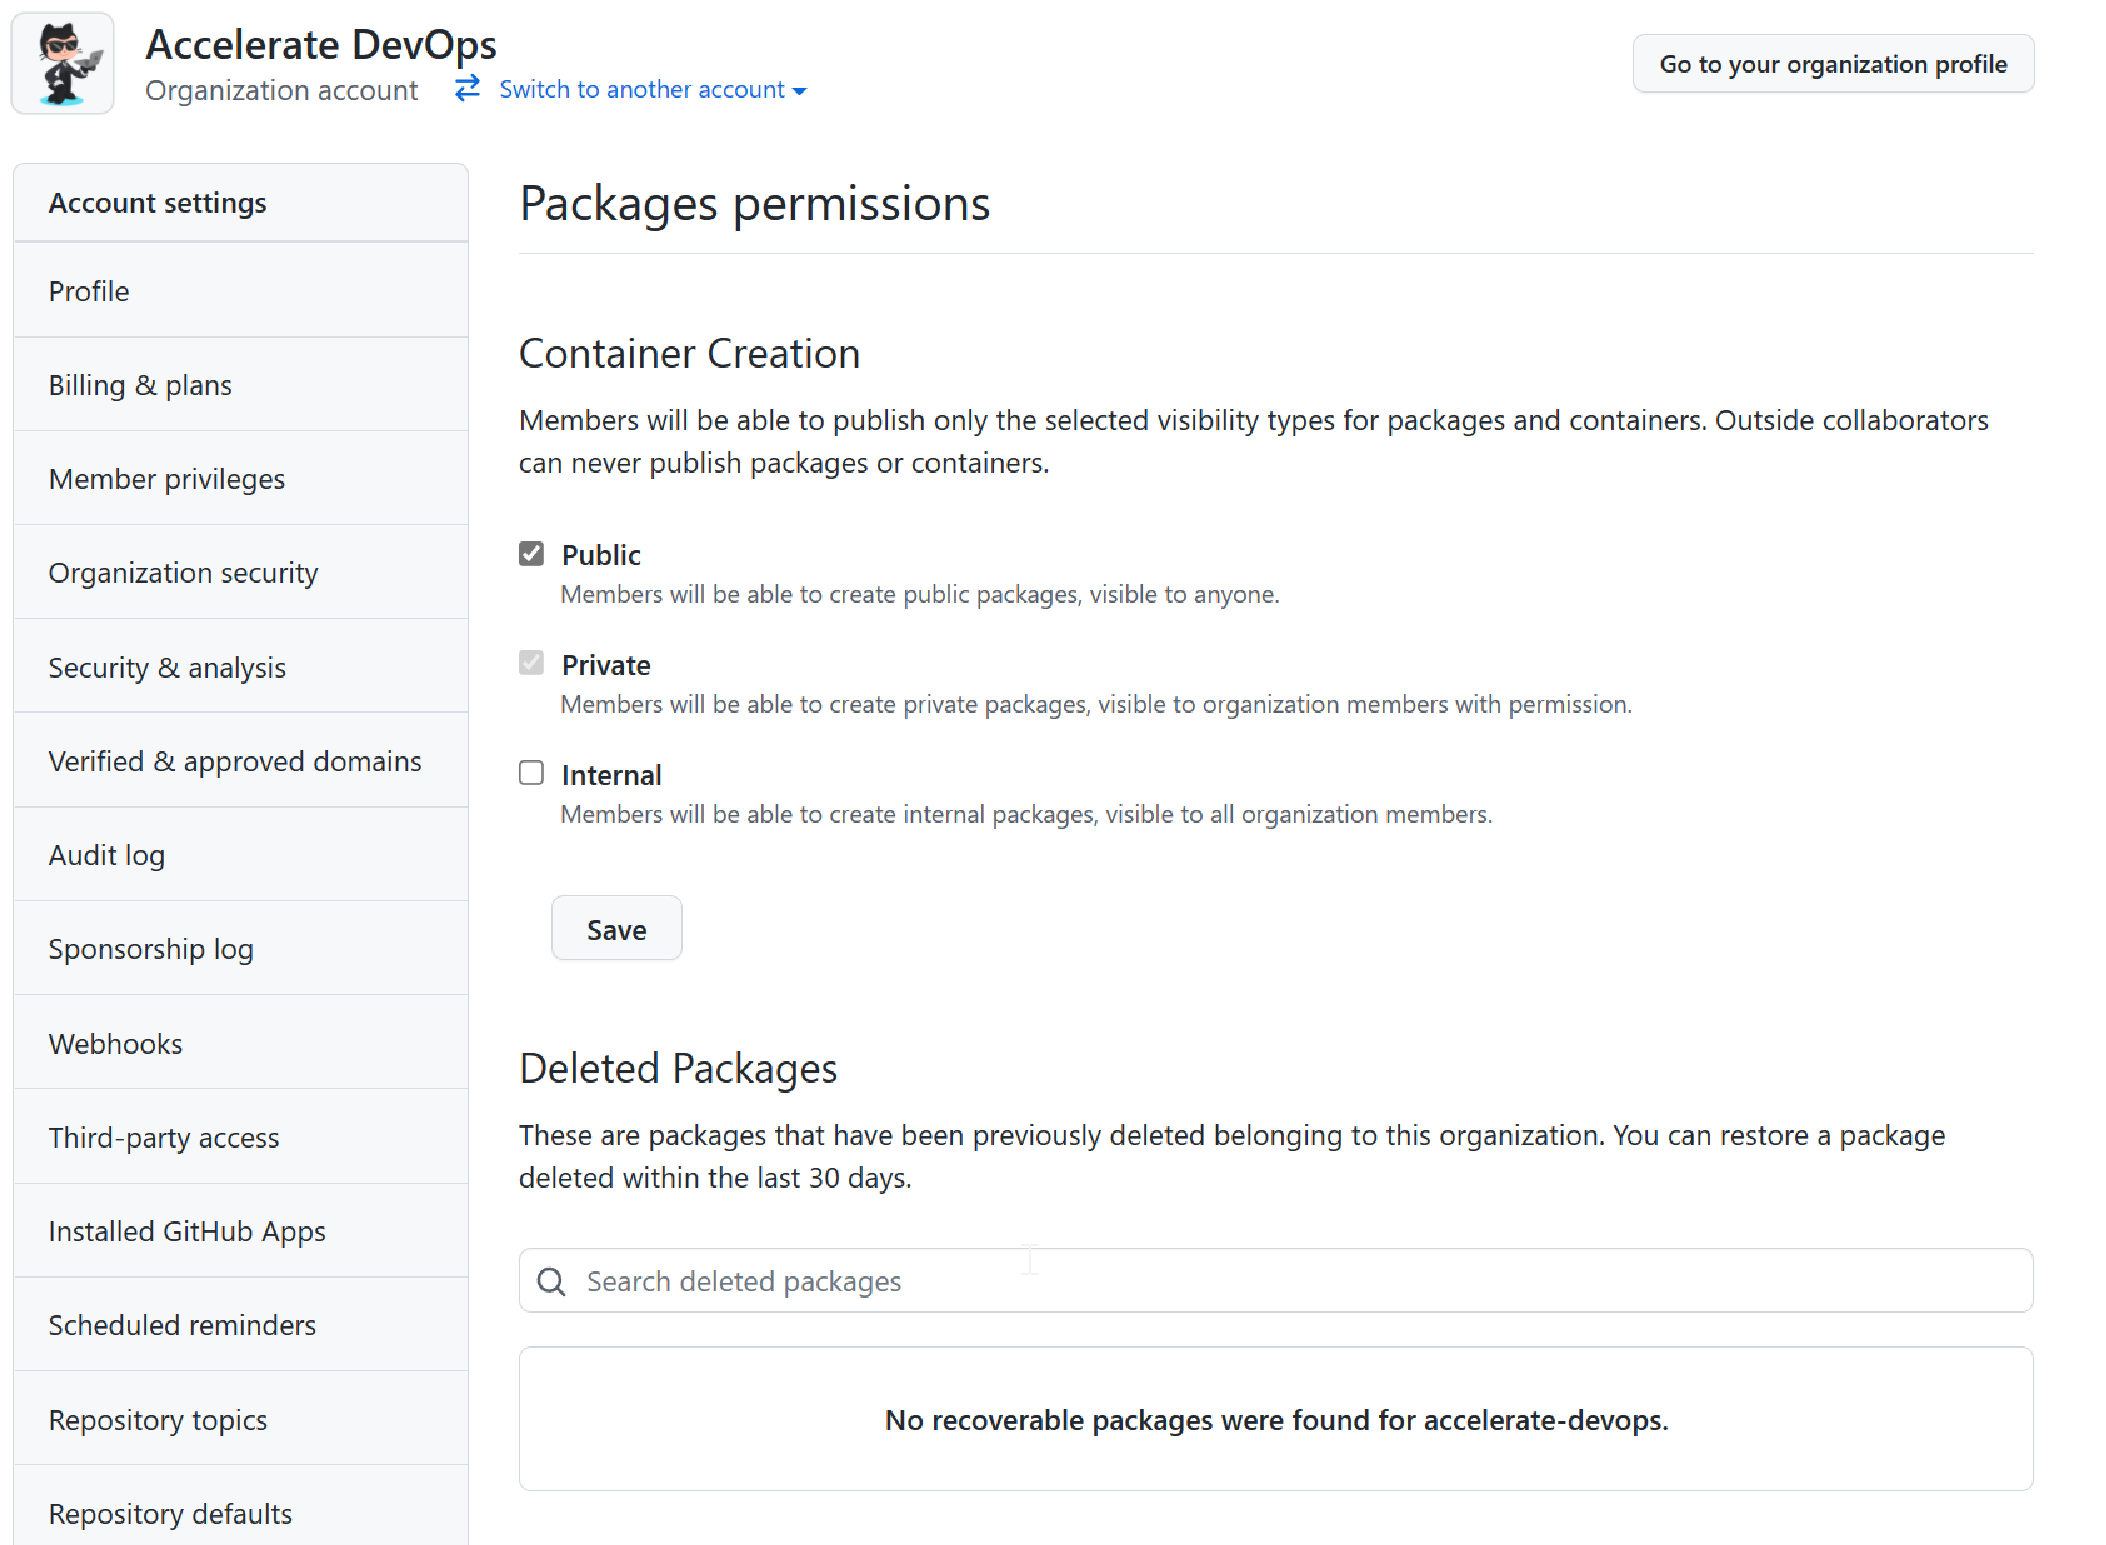 Accelerate DevOps
Organization account
Switch to another account
Go to your organization profile
Account settings
Profile
Billing & plans
Member privileges
Organization security
Security & analysis
Verified & approved domains
Audit log
Sponsorship log
Webhooks
Third-party access
Installed GitHub Apps
Scheduled reminders
Repository topics
Repository defaults
Packages permissions
Container Creation
Members will be able to publish only the selected visibility types for packages and containers. Outside collaborators
can never publish packages or containers.
Public
Members will be able to create public packages, visible to anyone.
Private
Members will be able to create private packages, visible to organization members with permission.
Internal
Members will be able to create internal packages, visible to all organization members.
Save
Deleted Packages
These are packages that have been previously deleted belonging to this organization. You can restore a package
deleted within the last 30 days.
Search deleted packages
No recoverable packages were found for accelerate-devops.